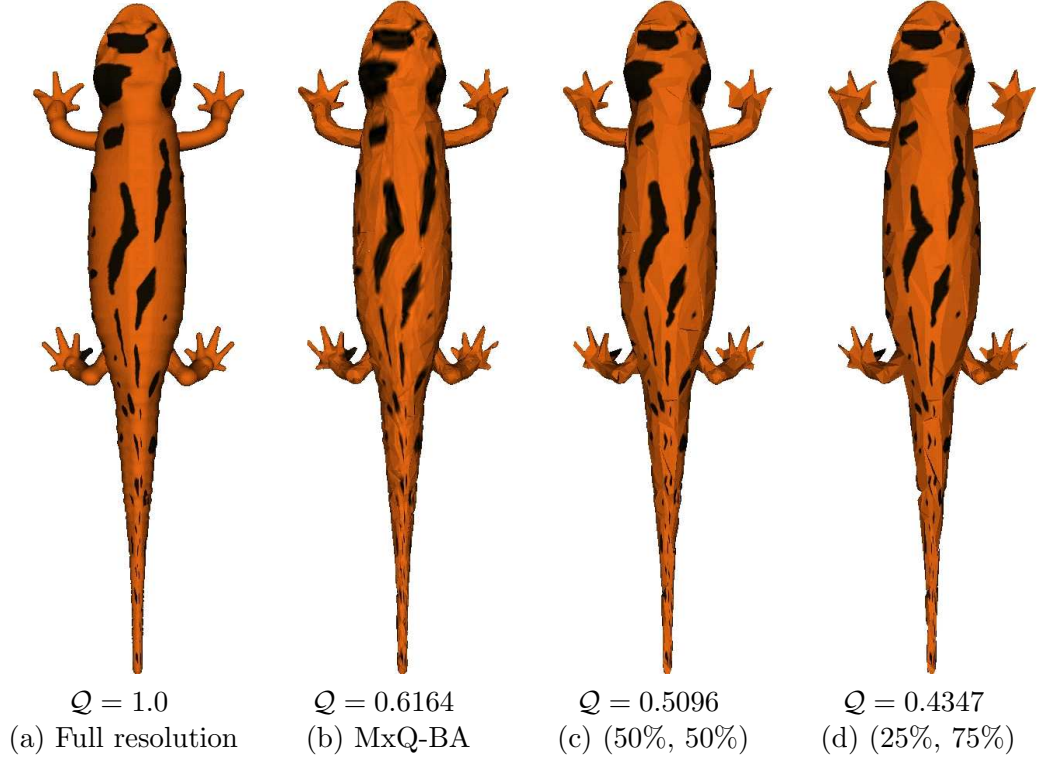 𝒬 = 1.0
𝒬 = 0.6164
𝒬 = 0.5096
𝒬 = 0.4347
(a) Full resolution
(b) MxQ-BA
(c) (50%, 50%)
(d) (25%, 75%)